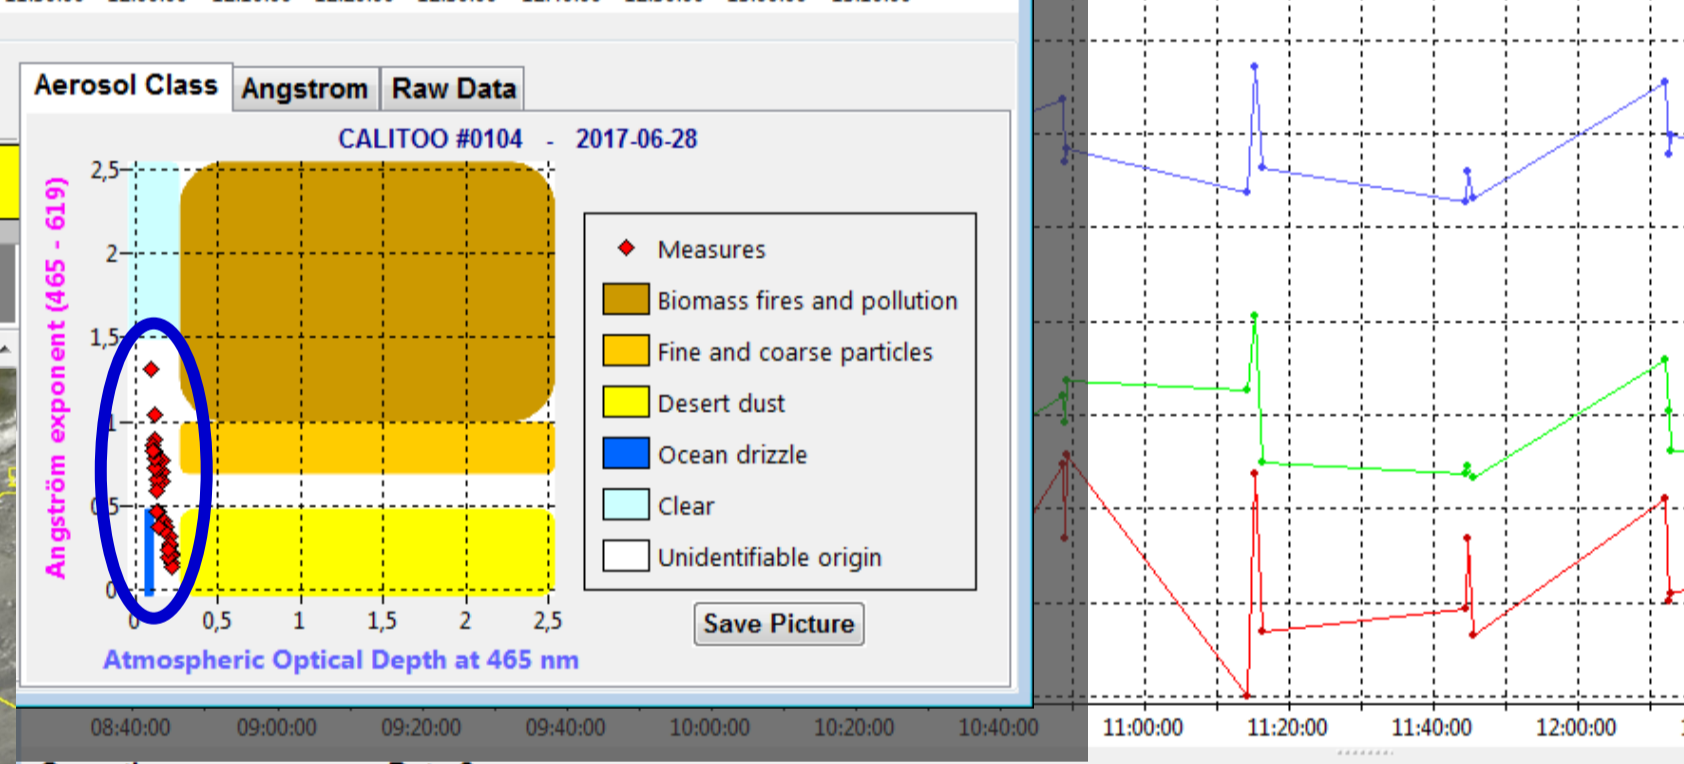 Aerosol Class
Angstrom
Raw Data
CALITOO #0104 - 2017-06-28
Angström exponent (465 - 619)
2,5
2
1,5
1
0,5
0
0
0,5
1
1,5
2
2,5
Atmospheric Optical Depth at 465 nm
Measures
Biomass fires and pollution
Fine and coarse particles
Desert dust
Ocean drizzle
Clear
Unidentifiable origin
Save Picture
08:40:00
09:00:00
09:20:00
09:40:00
10:00:00
10:20:00
10:40:00
11:00:00
11:20:00
11:40:00
12:00:00